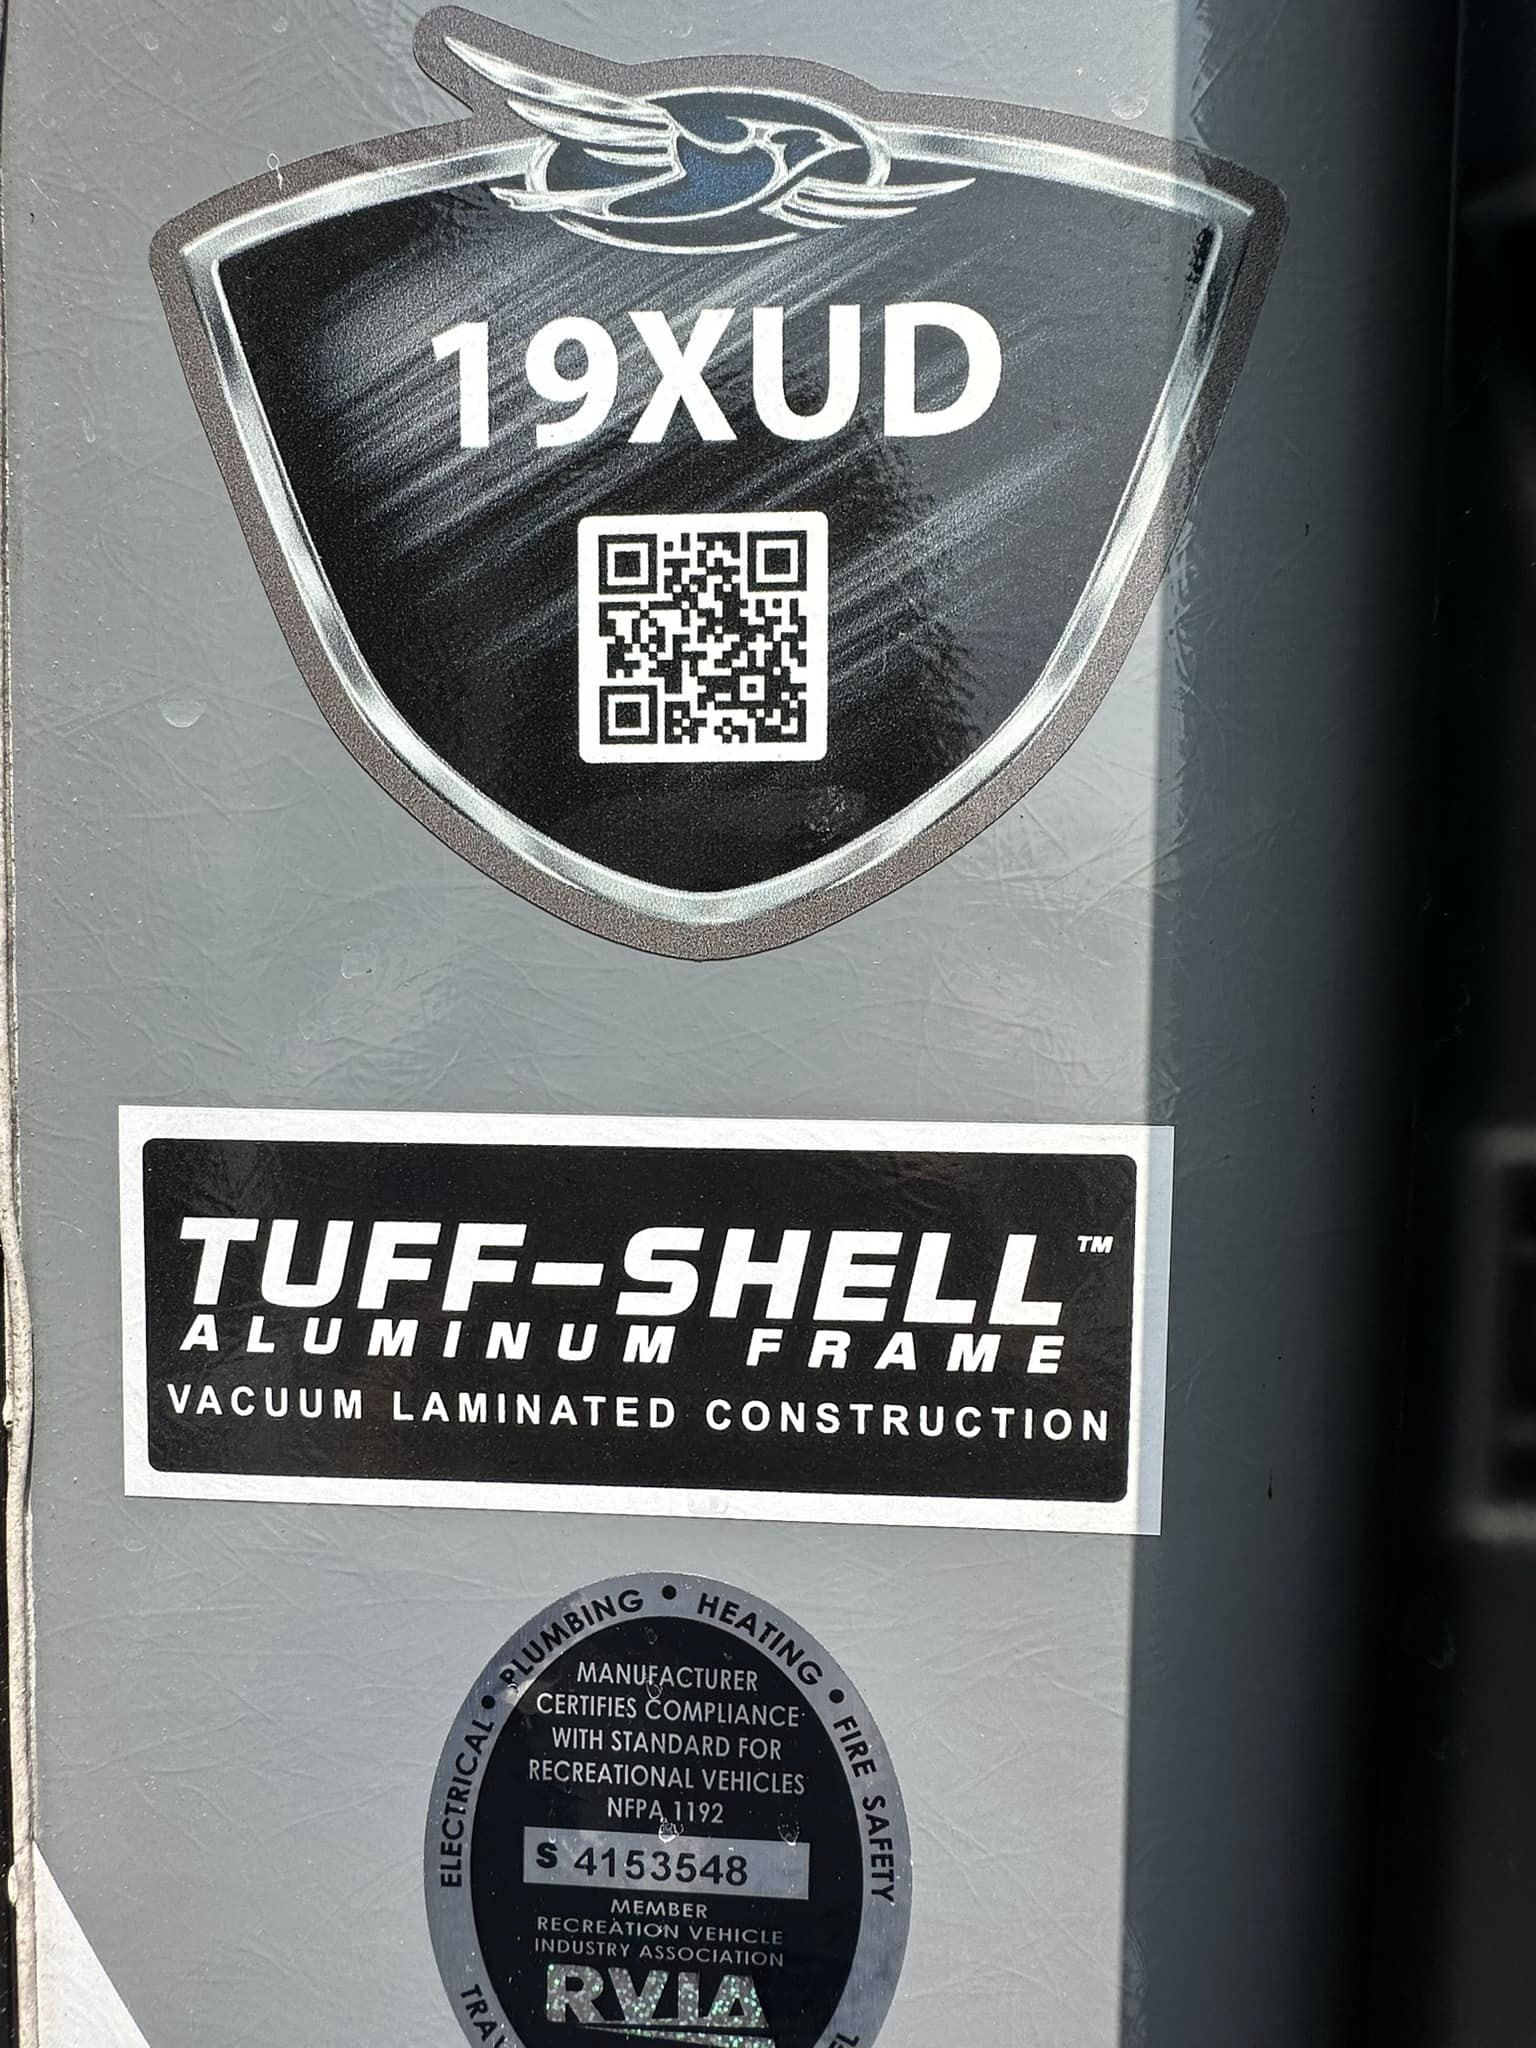 19XUD
TUFF-SHELL™
ALUMINUM FRAME
VACUUM LAMINATED CONSTRUCTION
ELECTRICAL • PLUMBING • HEATING • FIRE SAFETY
MANUFACTURER
CERTIFIES COMPLIANCE
WITH STANDARD FOR
RECREATIONAL VEHICLES
NFPA 1192
S 4153548
MEMBER
RECREATION VEHICLE
INDUSTRY ASSOCIATION
RVIA